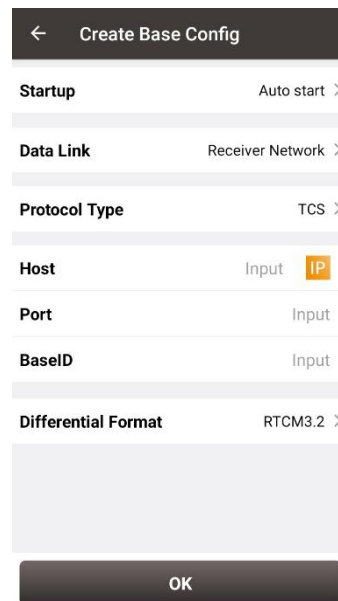 ← Create Base Config
Startup Auto start >
Data Link Receiver Network >
Protocol Type TCS >
Host Input IP
Port Input
BaseID Input
Differential Format RTCM3.2 >
OK